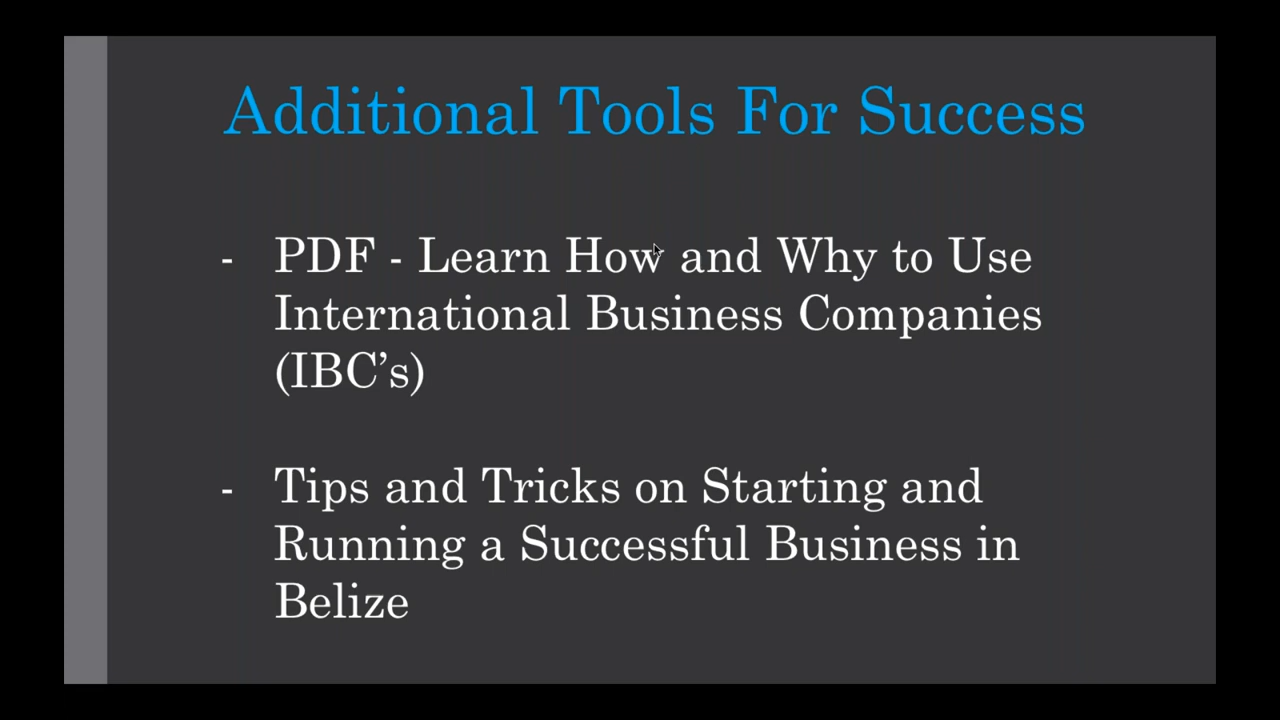 Additional Tools For Success
- PDF - Learn How and Why to Use
International Business Companies
(IBC’s)
- Tips and Tricks on Starting and
Running a Successful Business in
Belize